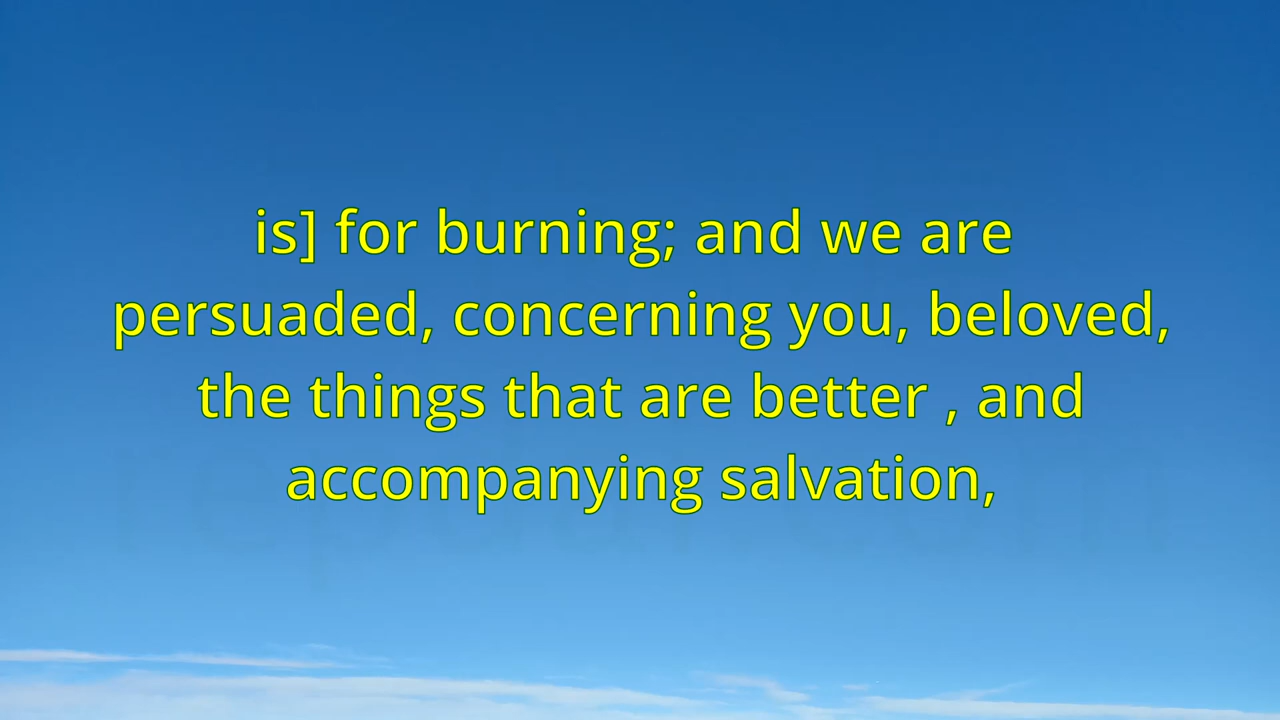 is] for burning; and we are
persuaded, concerning you, beloved,
the things that are better , and
accompanying salvation,